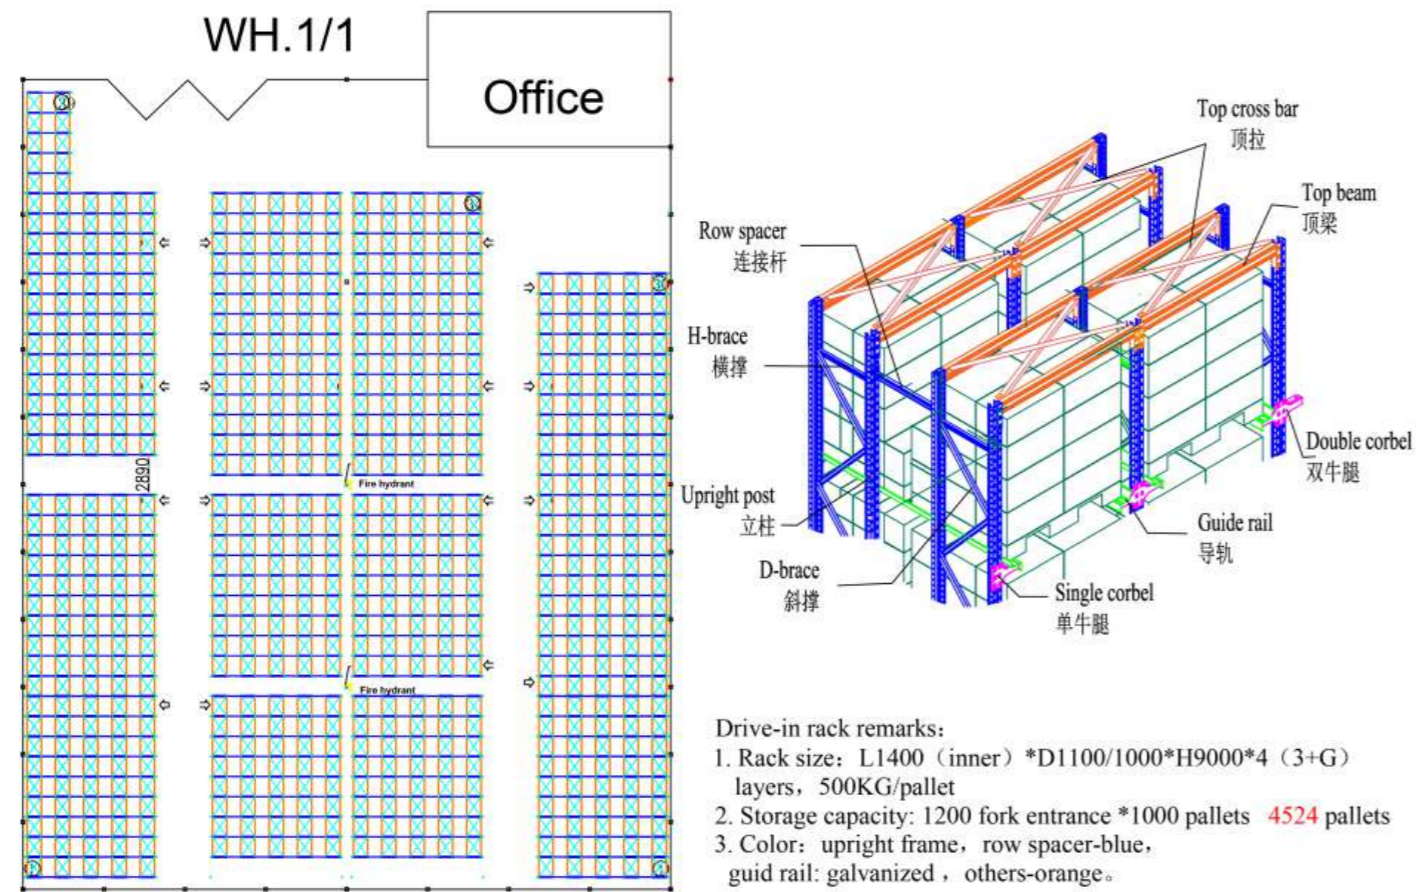 WH.1/1
Office
③
③
③
2890
Fire hydrant
Fire hydrant
①
Top cross bar
顶拉
Top beam
顶梁
Row spacer
连接杆
H-brace
横撑
Double corbel
双牛腿
Upright post
立柱
Guide rail
导轨
D-brace
斜撑
Single corbel
单牛腿
Drive-in rack remarks:
1. Rack size: L1400（inner）*D1100/1000*H9000*4（3+G）
layers，500KG/pallet
2. Storage capacity: 1200 fork entrance *1000 pallets 4524 pallets
3. Color: upright frame，row spacer-blue，
guid rail: galvanized ，others-orange。